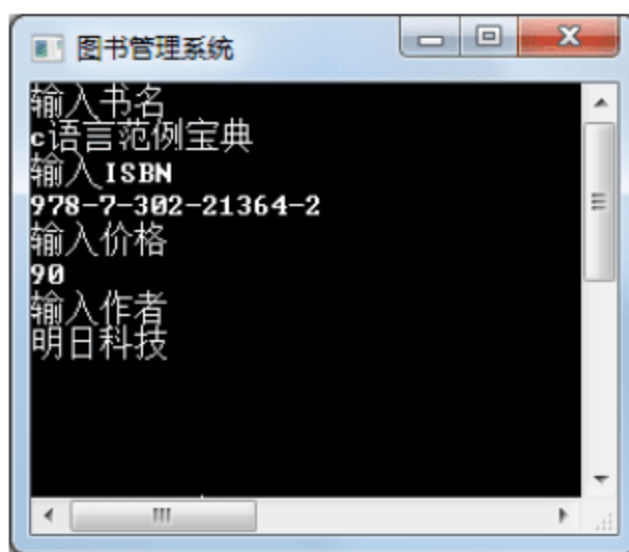 图书管理系统
输入书名
c语言范例宝典
输入ISBN
978-7-302-21364-2
输入价格
90
输入作者
明日科技